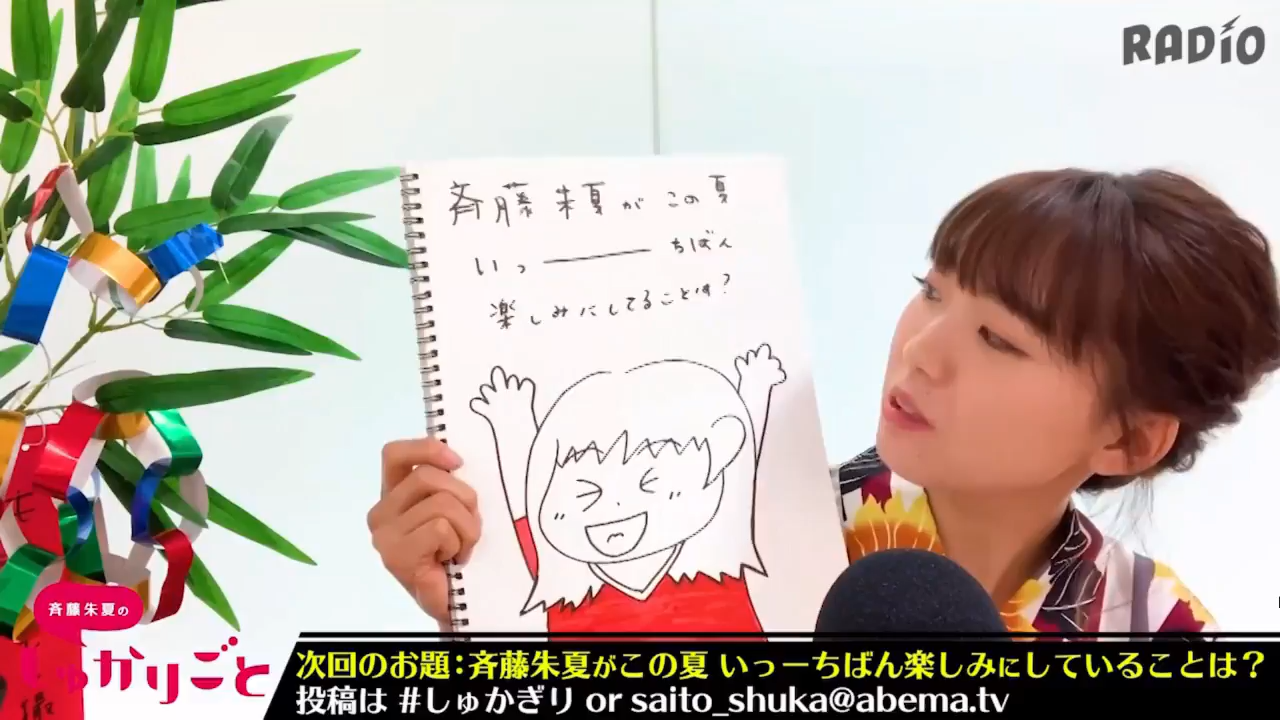 RADIO
斉藤朱夏がこの夏
いっ――ちばん
楽しみにしてることは?
斉藤朱夏の
しゅかりごと
次回のお題:斉藤朱夏がこの夏 いっーちばん楽しみにしていることは?
投稿は #しゅかぎり or saito_shuka@abema.tv